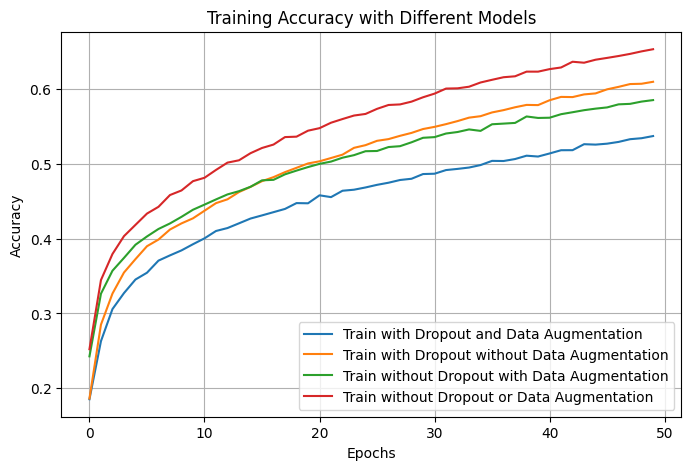 Training Accuracy with Different Models
Accuracy
0.6
0.5
0.4
0.3
0.2
Train with Dropout and Data Augmentation
Train with Dropout without Data Augmentation
Train without Dropout with Data Augmentation
Train without Dropout or Data Augmentation
0 10 20 30 40 50
Epochs